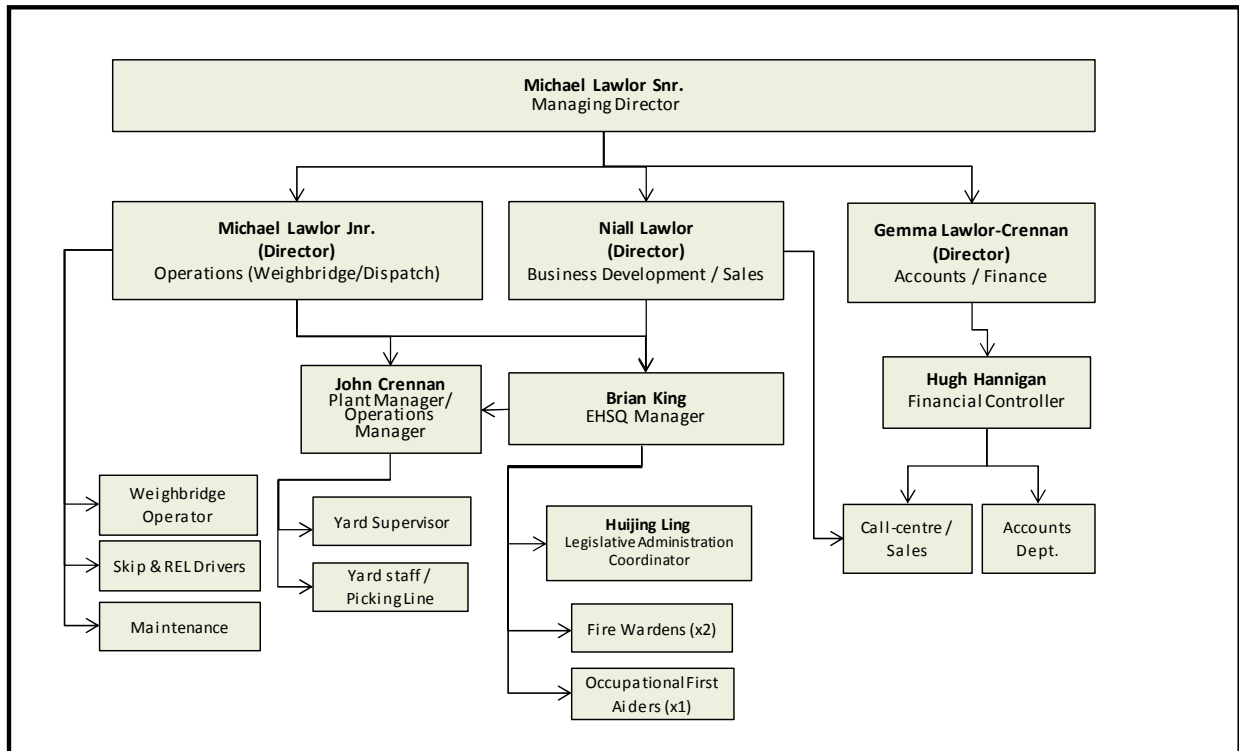 Michael Lawlor Snr.
Managing Director
Michael Lawlor Jnr.
(Director)
Operations (Weighbridge/Dispatch)
Niall Lawlor
(Director)
Business Development / Sales
Gemma Lawlor-Crennan
(Director)
Accounts / Finance
John Crennan
Plant Manager/
Operations
Manager
Brian King
EHSQ Manager
Hugh Hannigan
Financial Controller
Weighbridge
Operator
Skip & REL Drivers
Maintenance
Yard Supervisor
Yard staff /
Picking Line
Huijing Ling
Legislative Administration
Coordinator
Fire Wardens (x2)
Occupational First
Aiders (x1)
Call-centre /
Sales
Accounts
Dept.